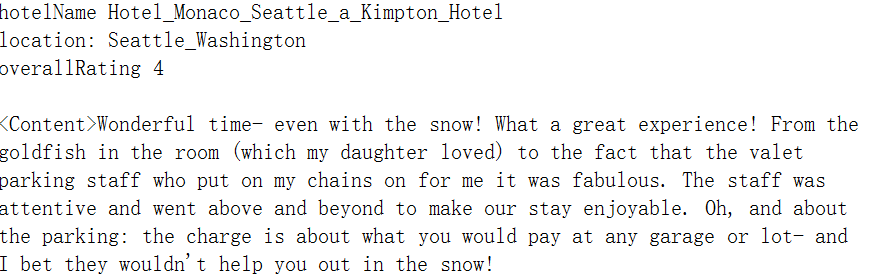 hotelName Hotel_Monaco_Seattle_a_Kimpton_Hotel
location: Seattle_Washington
overallRating 4
<Content>Wonderful time- even with the snow! What a great experience! From the
goldfish in the room (which my daughter loved) to the fact that the valet
parking staff who put on my chains on for me it was fabulous. The staff was
attentive and went above and beyond to make our stay enjoyable. Oh, and about
the parking: the charge is about what you would pay at any garage or lot- and
I bet they wouldn't help you out in the snow!